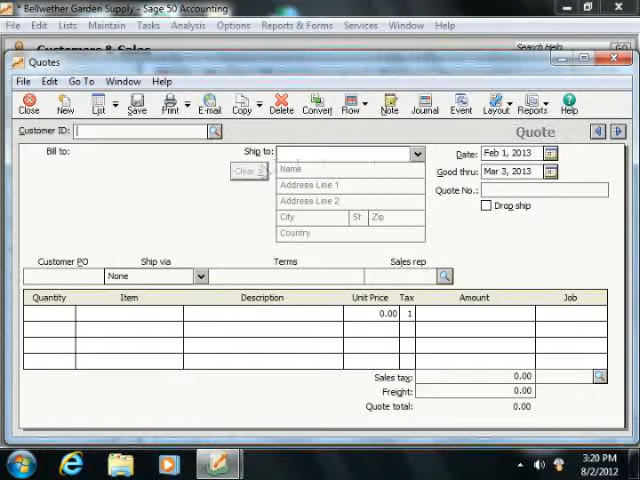 * Bellwether Garden Supply - Sage 50 Accounting
File Edit Lists Maintain Tasks Analysis Options Reports & Forms Services Window Help
Customers & Sales
Search Help
Quotes
File Edit Go To Window Help
Close New List Save Print E-mail Copy Delete Convert Flow Note Journal Event Layout Reports Help
Customer ID:
Quote
Bill to:
Ship to:
Date: Feb 1, 2013
Clear
Name
Good thru: Mar 3, 2013
Address Line 1
Quote No.:
Address Line 2
Drop ship
City St Zip
Country
Customer PO Ship via Terms Sales rep
None
Quantity Item Description Unit Price Tax Amount Job
0.00 1
Sales tax: 0.00
Freight: 0.00
Quote total: 0.00
3:20 PM
8/2/2012